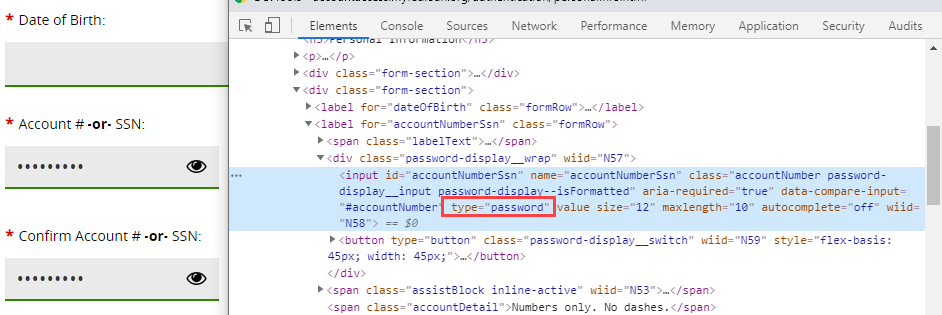 * Date of Birth:
* Account # -or- SSN:
•••••••••
* Confirm Account # -or- SSN:
•••••••••
Elements Console Sources Network Performance Memory Application Security Audits
<h3>Personal Information</h3>
<p>…</p>
<div class="form-section">…</div>
<div class="form-section">
<label for="dateOfBirth" class="formRow">…</label>
<label for="accountNumberSsn" class="formRow">
<span class="labelText">…</span>
<div class="password-display__wrap" wiid="N57">
… <input id="accountNumberSsn" name="accountNumberSsn" class="accountNumber password-
display__input password-display--isFormatted" aria-required="true" data-compare-input=
"#accountNumber" type="password" value size="12" maxlength="10" autocomplete="off" wiid=
"N58"> == $0
<button type="button" class="password-display__switch" wiid="N59" style="flex-basis:
45px; width: 45px;">…</button>
</div>
<span class="assistBlock inline-active" wiid="N53">…</span>
<span class="accountDetail">Numbers only. No dashes.</span>